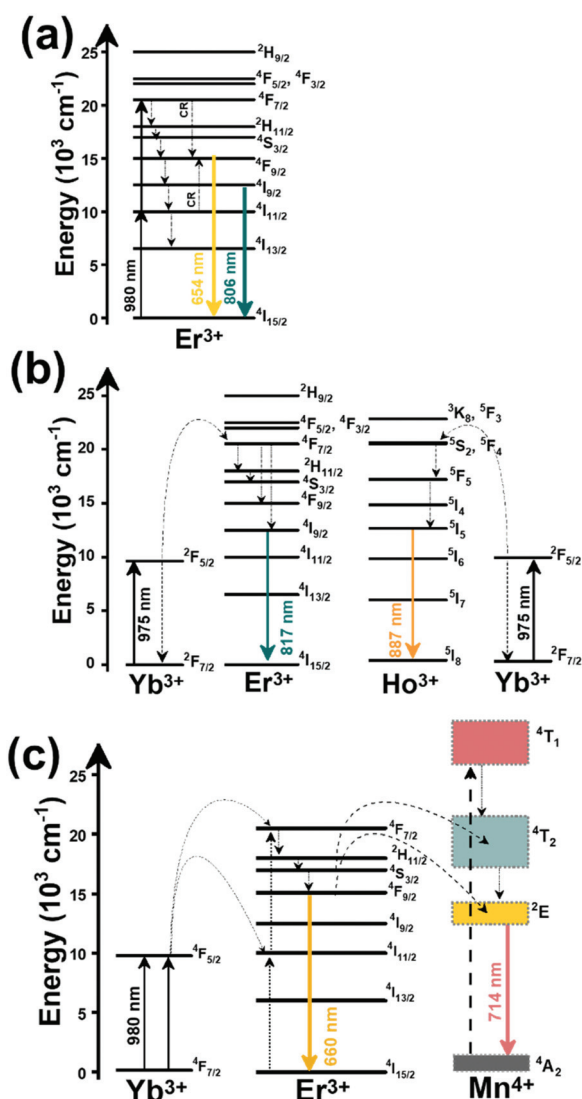 (a)
Energy (10³ cm⁻¹)
25
20
15
10
5
0
²H₉/₂
⁴F₅/₂, ⁴F₃/₂
⁴F₇/₂
²H₁₁/₂
⁴S₃/₂
⁴F₉/₂
⁴I₉/₂
⁴I₁₁/₂
⁴I₁₃/₂
⁴I₁₅/₂
CR
CR
980 nm
654 nm
806 nm
Er³⁺
(b)
Energy (10³ cm⁻¹)
25
20
15
10
5
0
²F₅/₂
²F₇/₂
975 nm
Yb³⁺
²H₉/₂
⁴F₅/₂, ⁴F₃/₂
⁴F₇/₂
²H₁₁/₂
⁴S₃/₂
⁴F₉/₂
⁴I₉/₂
⁴I₁₁/₂
⁴I₁₃/₂
⁴I₁₅/₂
817 nm
Er³⁺
³K₈, ⁵F₃
⁵S₂, ⁵F₄
⁵F₅
⁵I₄
⁵I₅
⁵I₆
⁵I₇
⁵I₈
887 nm
Ho³⁺
²F₅/₂
²F₇/₂
975 nm
Yb³⁺
(c)
Energy (10³ cm⁻¹)
25
20
15
10
5
0
⁴F₅/₂
⁴F₇/₂
980 nm
Yb³⁺
⁴F₇/₂
²H₁₁/₂
⁴S₃/₂
⁴F₉/₂
⁴I₉/₂
⁴I₁₁/₂
⁴I₁₃/₂
⁴I₁₅/₂
660 nm
Er³⁺
⁴T₁
⁴T₂
²E
⁴A₂
714 nm
Mn⁴⁺